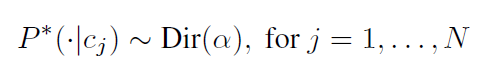 P*(·|c_j) ∼ Dir(α), for j = 1, . . . , N